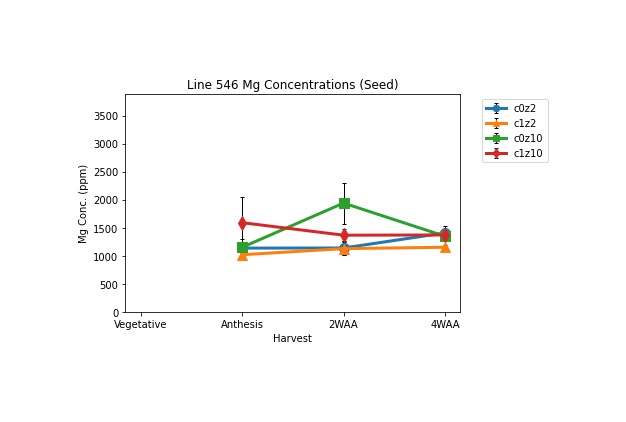 Line 546 Mg Concentrations (Seed)
c0z2
c1z2
c0z10
c1z10
3500
3000
2500
2000
1500
1000
500
0
Mg Conc. (ppm)
Vegetative Anthesis 2WAA 4WAA
Harvest